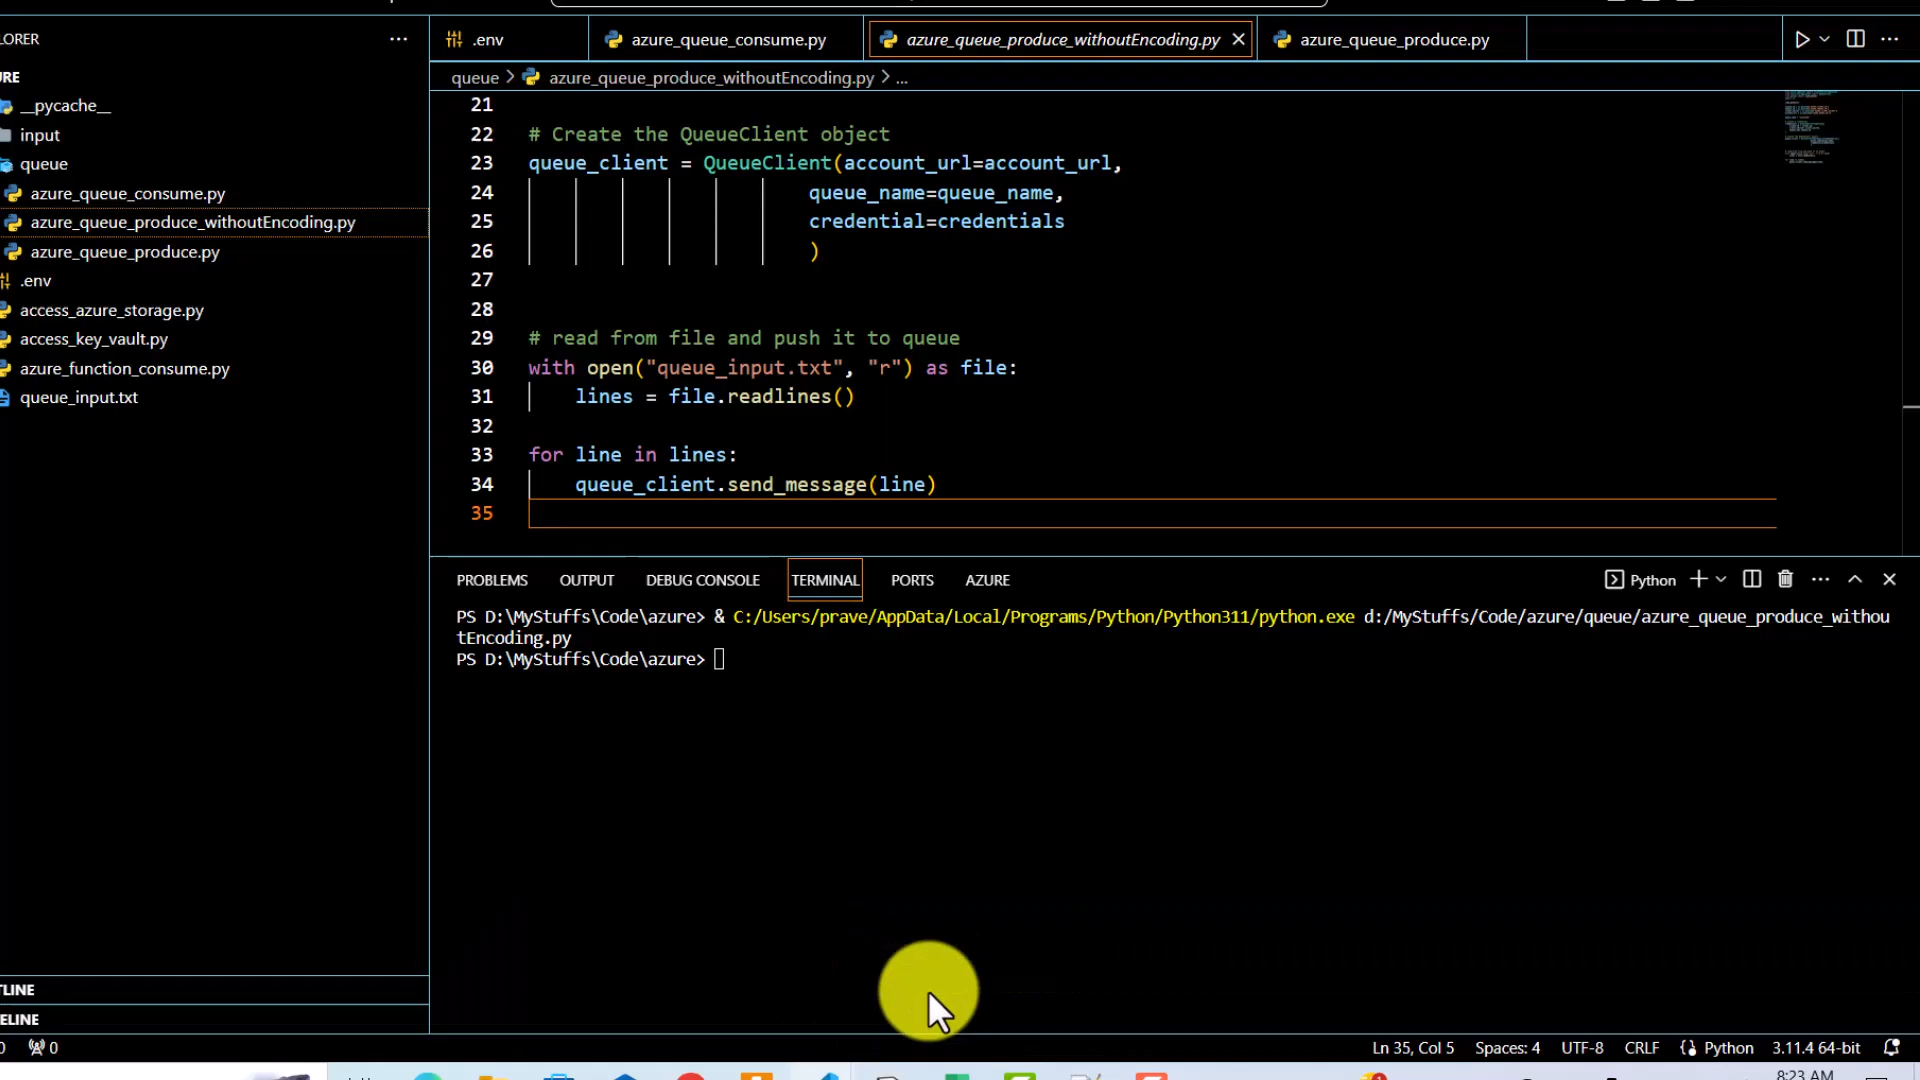 LORER
.env
azure_queue_consume.py
azure_queue_produce_withoutEncoding.py
azure_queue_produce.py
RE
__pycache__
input
queue
azure_queue_consume.py
azure_queue_produce_withoutEncoding.py
azure_queue_produce.py
.env
access_azure_storage.py
access_key_vault.py
azure_function_consume.py
queue_input.txt
TLINE
ELINE
queue > azure_queue_produce_withoutEncoding.py > ...
21
22 # Create the QueueClient object
23 queue_client = QueueClient(account_url=account_url,
24 queue_name=queue_name,
25 credential=credentials
26 )
27
28
29 # read from file and push it to queue
30 with open("queue_input.txt", "r") as file:
31 lines = file.readlines()
32
33 for line in lines:
34 queue_client.send_message(line)
35
PROBLEMS OUTPUT DEBUG CONSOLE TERMINAL PORTS AZURE
Python
PS D:\MyStuffs\Code\azure> & C:/Users/prave/AppData/Local/Programs/Python/Python311/python.exe d:/MyStuffs/Code/azure/queue/azure_queue_produce_withou
tEncoding.py
PS D:\MyStuffs\Code\azure>
0 0 Ln 35, Col 5 Spaces: 4 UTF-8 CRLF Python 3.11.4 64-bit
8:23 AM